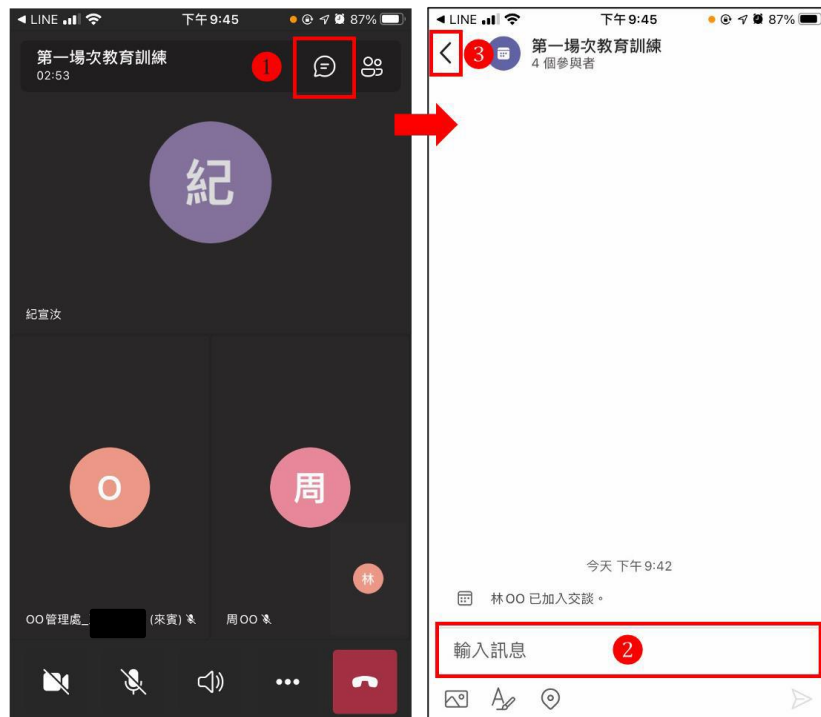 ◀ LINE 下午 9:45 87%
第一場次教育訓練
02:53
1
紀
紀宣汝
O
周
林
OO管理處_ (來賓)
周OO
◀ LINE 下午 9:45 87%
3
第一場次教育訓練
4 個參與者
今天 下午 9:42
林OO 已加入交談。
輸入訊息
2